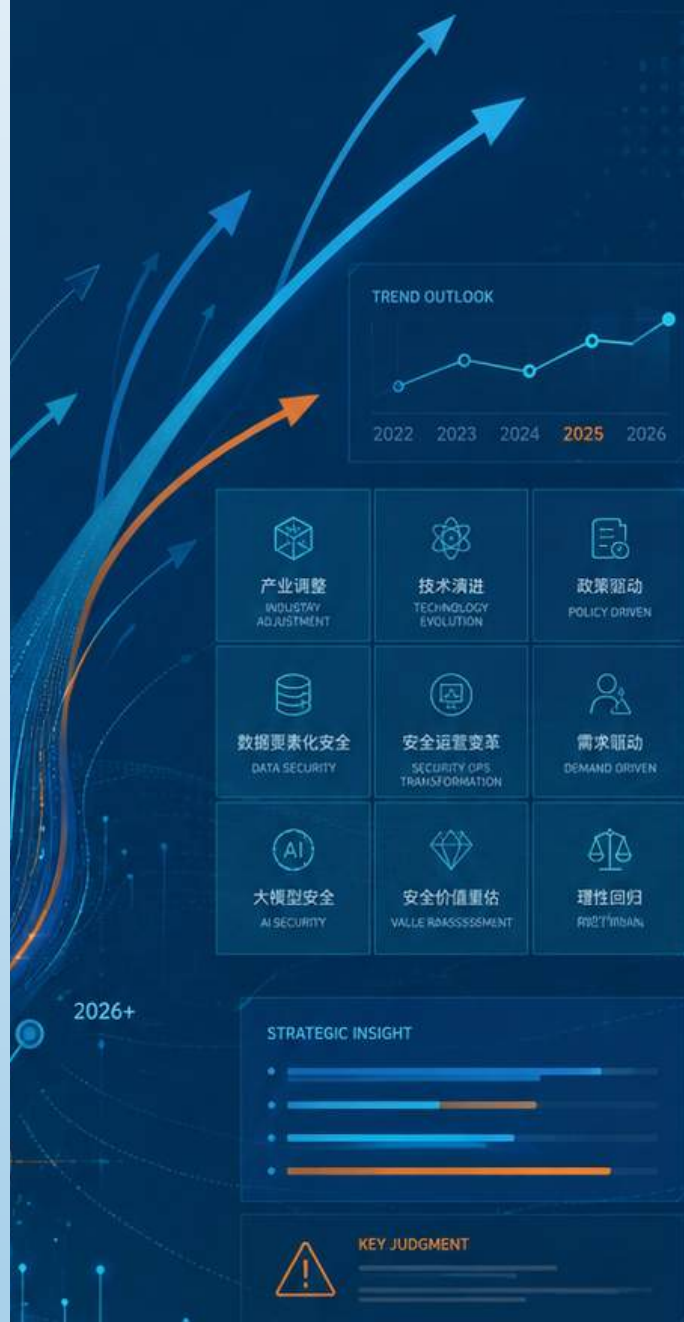 TREND OUTLOOK
2022 2023 2024 2025 2026
产业调整
ADJUSTMENT
技术演进
TECHNOLOGY
EVOLUTION
政策驱动
POLICY DRIVEN
数据要素化安全
DATA SECURITY
安全运营变革
SECURITY OPS
TRANSFORMATION
需求驱动
DEMAND DRIVEN
大模型安全
AI SECURITY
安全价值重估
理性回归
2026+
STRATEGIC INSIGHT
KEY JUDGMENT